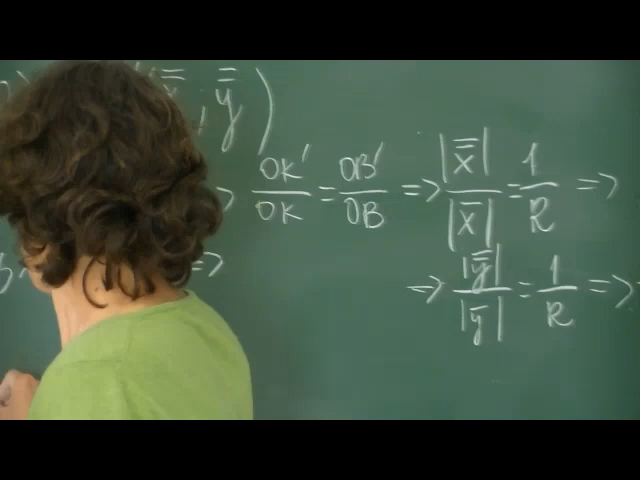 x̿, y̿)
=> OK'/OK = OB'/OB => |x̿|/|x̅| = 1/R =>
=> => |y̿|/|y̅| = 1/R =>